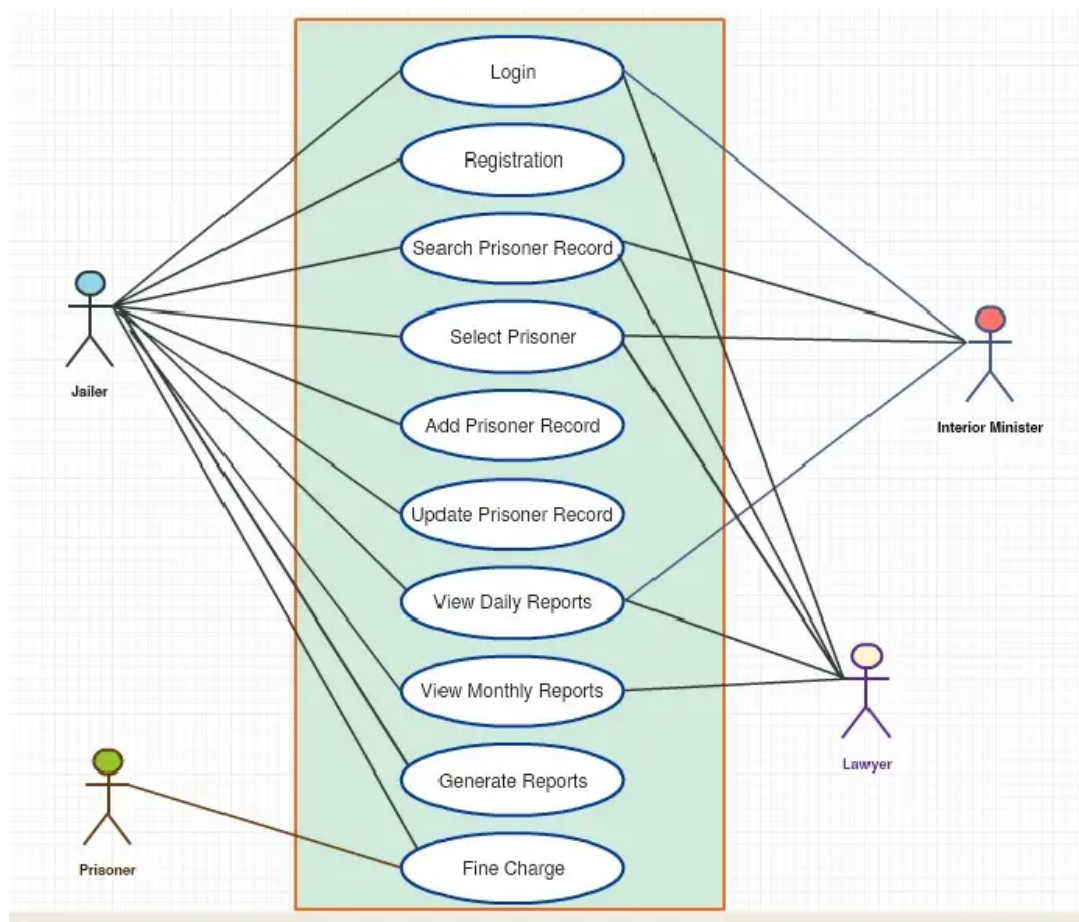 Login
Registration
Search Prisoner Record
Select Prisoner
Jailer
Add Prisoner Record
Interior Minister
Update Prisoner Record
View Daily Reports
View Monthly Reports
Lawyer
Generate Reports
Fine Charge
Prisoner